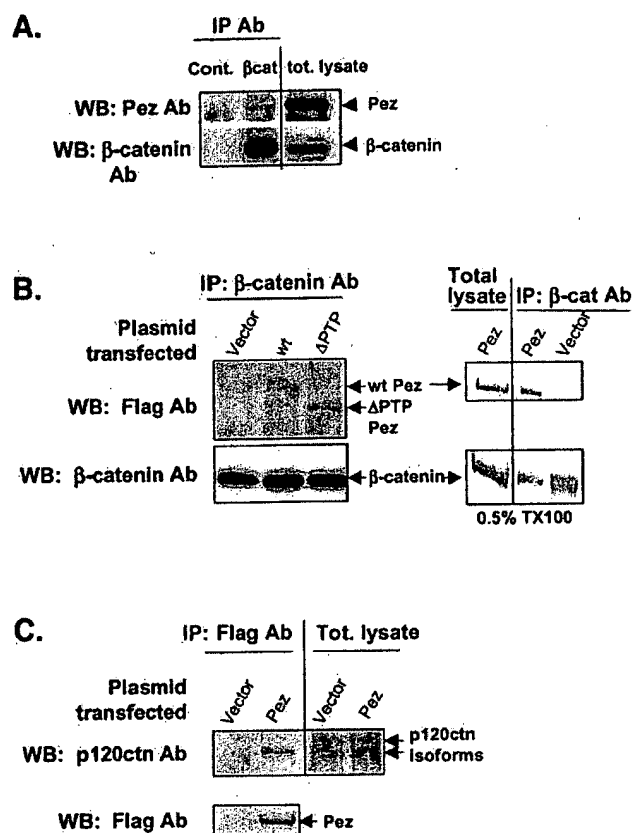 A.
IP Ab
Cont. βcat tot. lysate
WB: Pez Ab
Pez
WB: β-catenin
Ab
β-catenin
B.
IP: β-catenin Ab
Total
lysate
IP: β-cat Ab
Plasmid
transfected
Vector wt ΔPTP
Pez Pez Vector
WB: Flag Ab
wt Pez
ΔPTP
Pez
WB: β-catenin Ab
β-catenin
0.5% TX100
C.
IP: Flag Ab Tot. lysate
Plasmid
transfected
Vector Pez Vector Pez
WB: p120ctn Ab
p120ctn
Isoforms
WB: Flag Ab
Pez